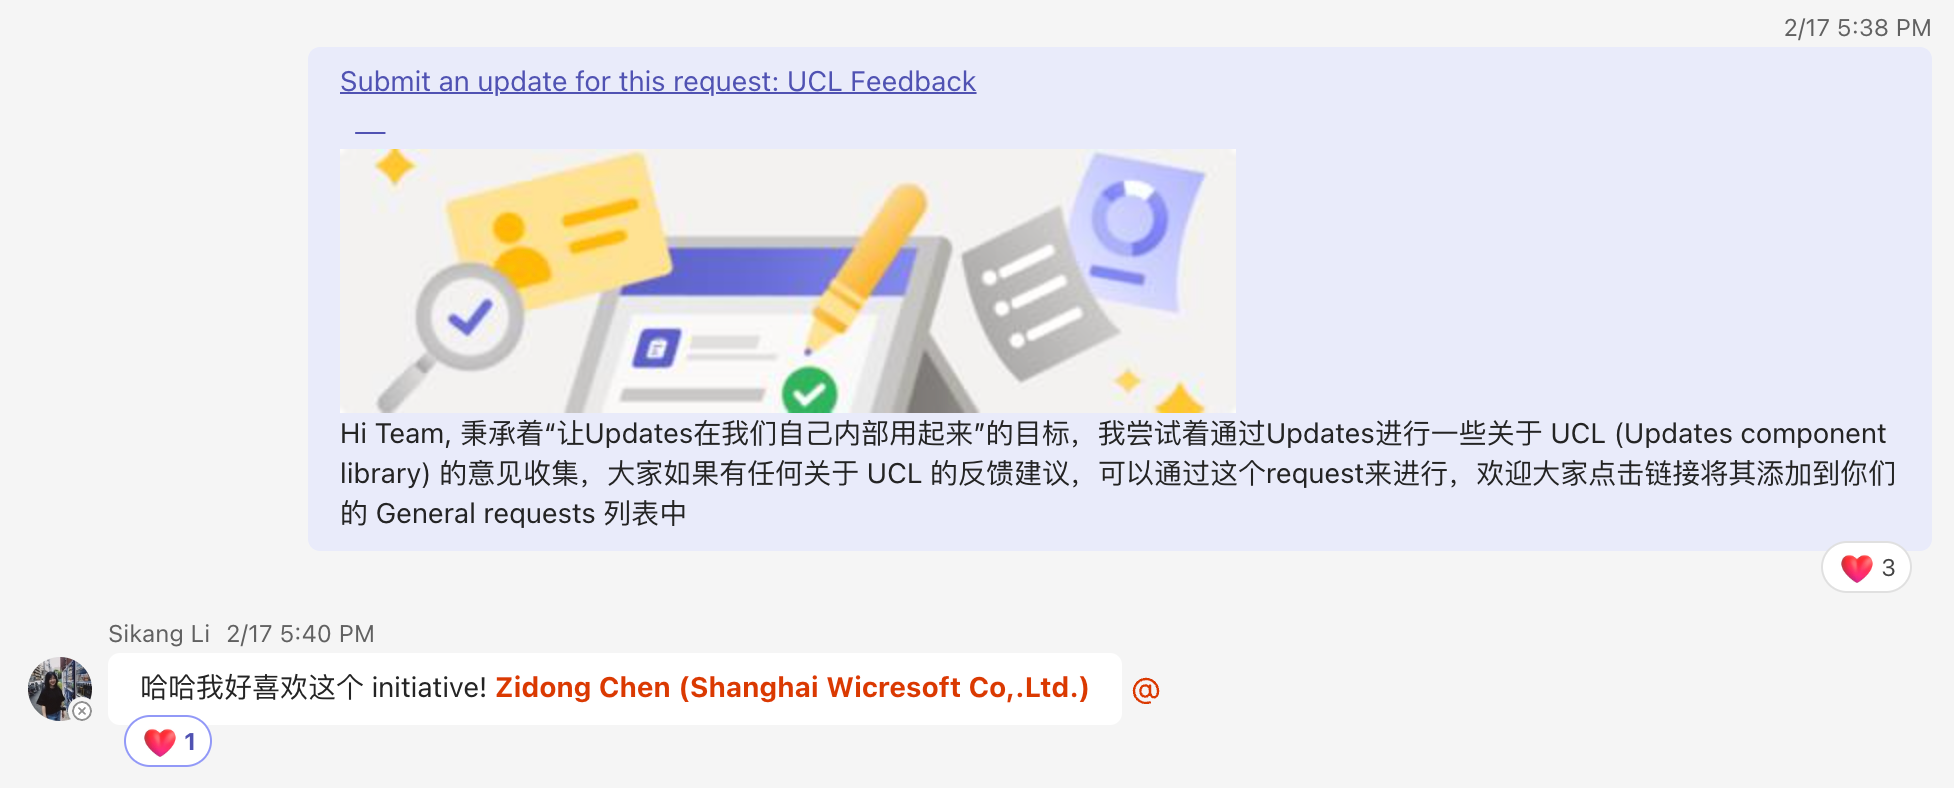 2/17 5:38 PM
Submit an update for this request: UCL Feedback
Hi Team, 秉承着“让Updates在我们自己内部用起来”的目标，我尝试着通过Updates进行一些关于 UCL (Updates component
library) 的意见收集，大家如果有任何关于 UCL 的反馈建议，可以通过这个request来进行，欢迎大家点击链接将其添加到你们
的 General requests 列表中
3
Sikang Li 2/17 5:40 PM
哈哈我好喜欢这个 initiative! Zidong Chen (Shanghai Wicresoft Co,.Ltd.) @
1